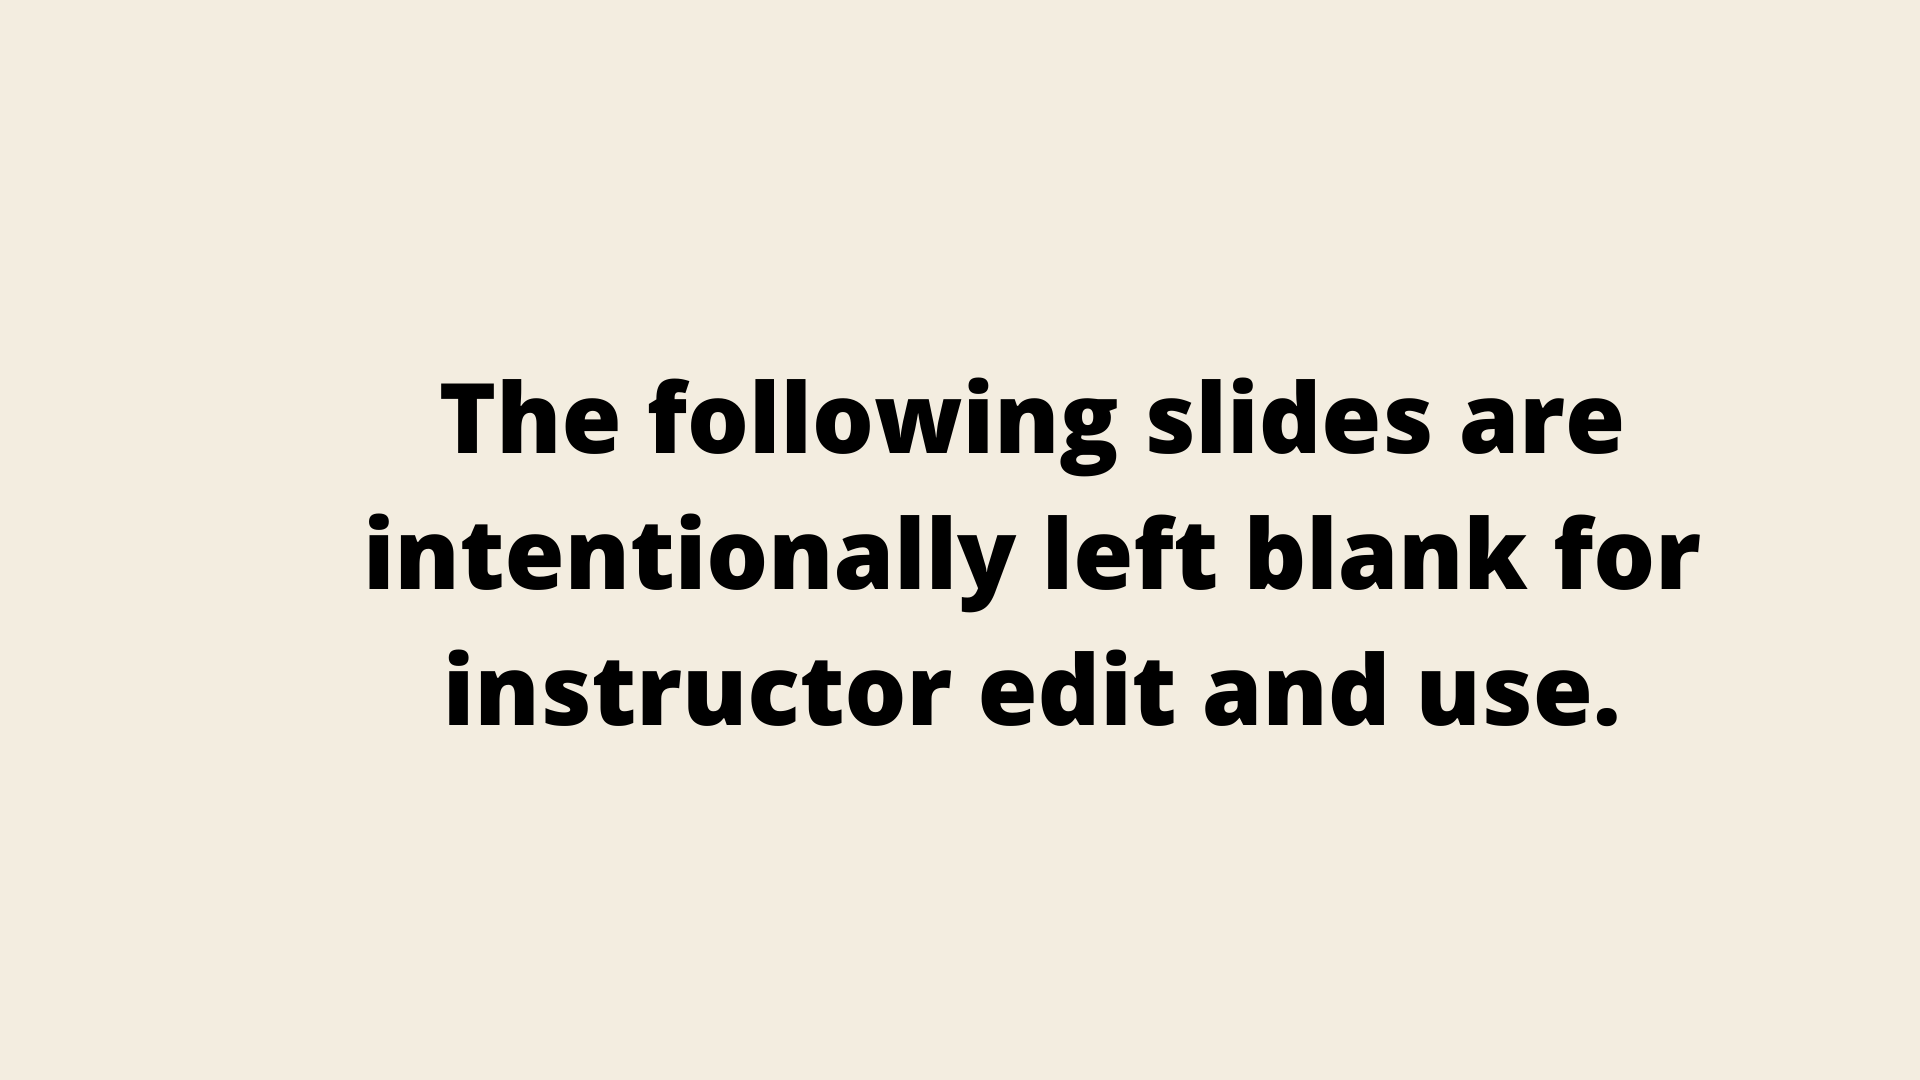 The following slides are
intentionally left blank for
instructor edit and use.